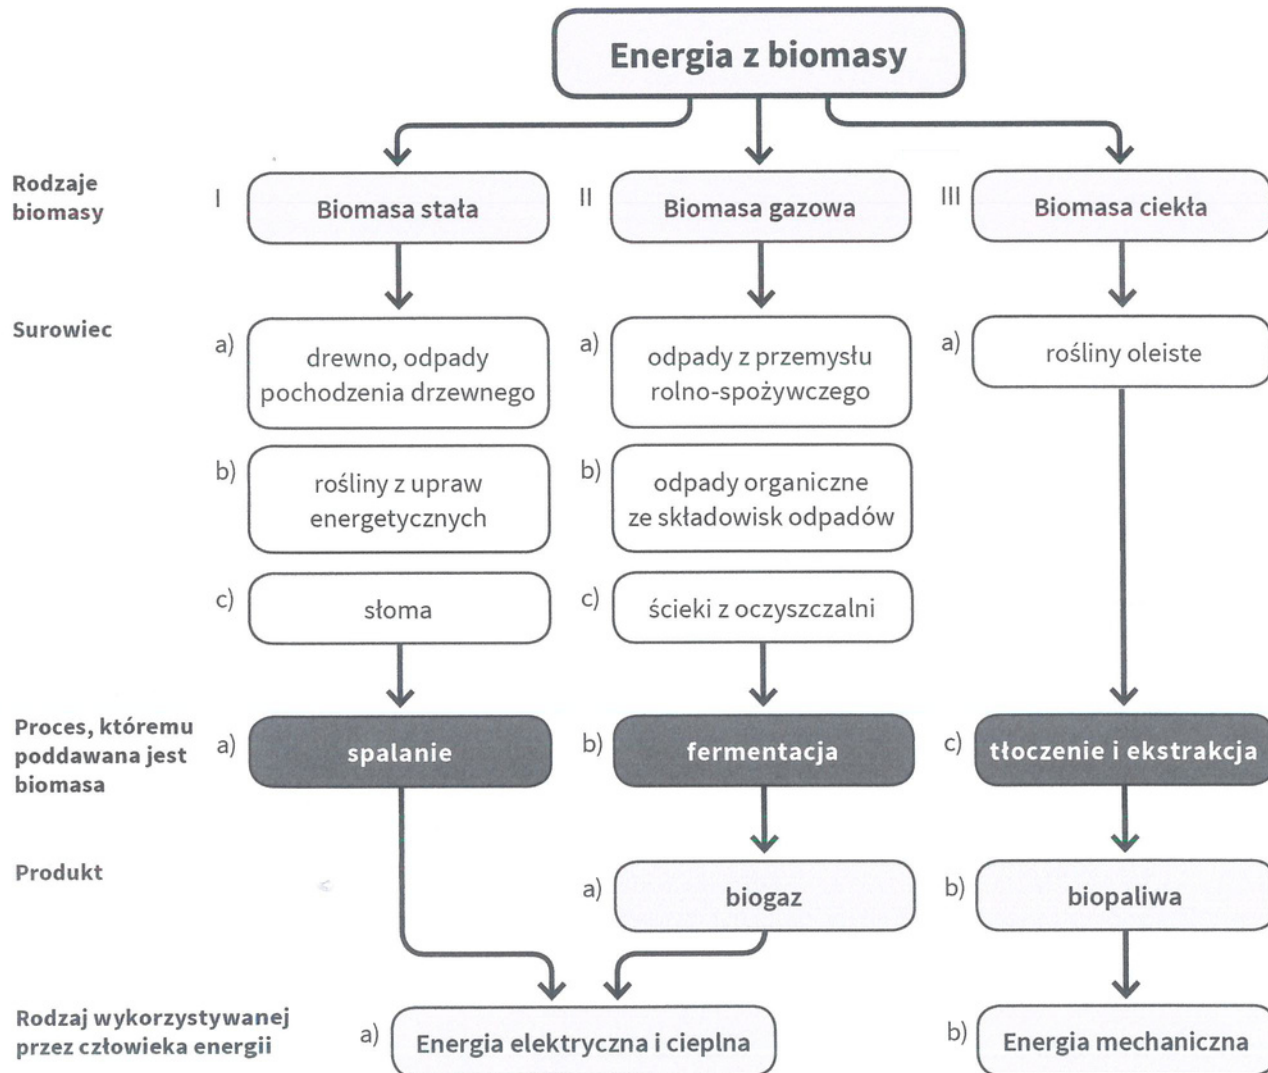 Energia z biomasy
Rodzaje
biomasy
I
Biomasa stała
II
Biomasa gazowa
III
Biomasa ciekła
Surowiec
a)
drewno, odpady
pochodzenia drzewnego
a)
odpady z przemysłu
rolno-spożywczego
a)
rośliny oleiste
b)
rośliny z upraw
energetycznych
b)
odpady organiczne
ze składowisk odpadów
c)
słoma
c)
ścieki z oczyszczalni
Proces, któremu
poddawana jest
biomasa
a)
spalanie
b)
fermentacja
c)
tłoczenie i ekstrakcja
Produkt
a)
biogaz
b)
biopaliwa
Rodzaj wykorzystywanej
przez człowieka energii
a)
Energia elektryczna i cieplna
b)
Energia mechaniczna